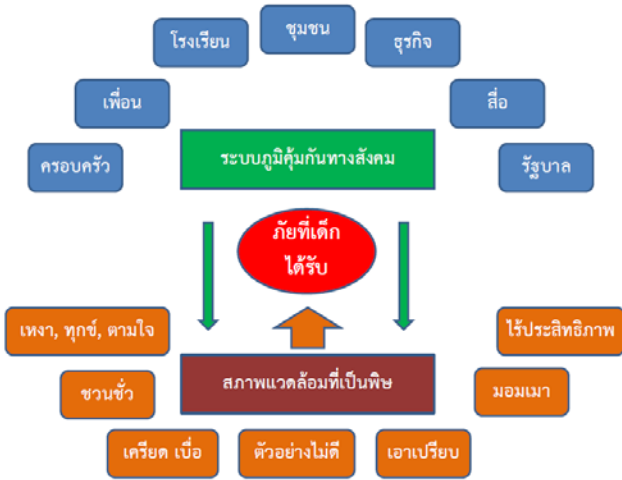 ชุมชน
โรงเรียน
ธุรกิจ
เพื่อน
สื่อ
ครอบครัว
ระบบภูมิคุ้มกันทางสังคม
รัฐบาล
ภัยที่เด็ก
ได้รับ
เหงา, ทุกข์, ตามใจ
ไร้ประสิทธิภาพ
ชวนชั่ว
สภาพแวดล้อมที่เป็นพิษ
มอมเมา
เครียด เบื่อ
ตัวอย่างไม่ดี
เอาเปรียบ